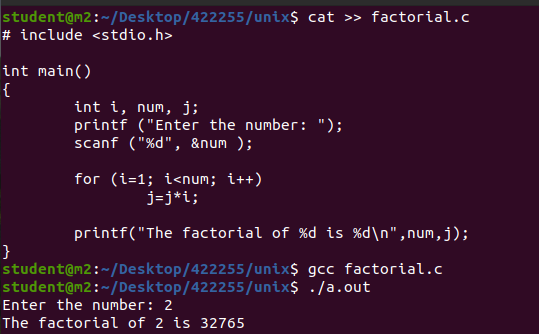 student@m2:~/Desktop/422255/unix$ cat >> factorial.c
# include <stdio.h>
int main()
{
int i, num, j;
printf ("Enter the number: ");
scanf ("%d", &num );
for (i=1; i<num; i++)
j=j*i;
printf("The factorial of %d is %d\n",num,j);
}
student@m2:~/Desktop/422255/unix$ gcc factorial.c
student@m2:~/Desktop/422255/unix$ ./a.out
Enter the number: 2
The factorial of 2 is 32765